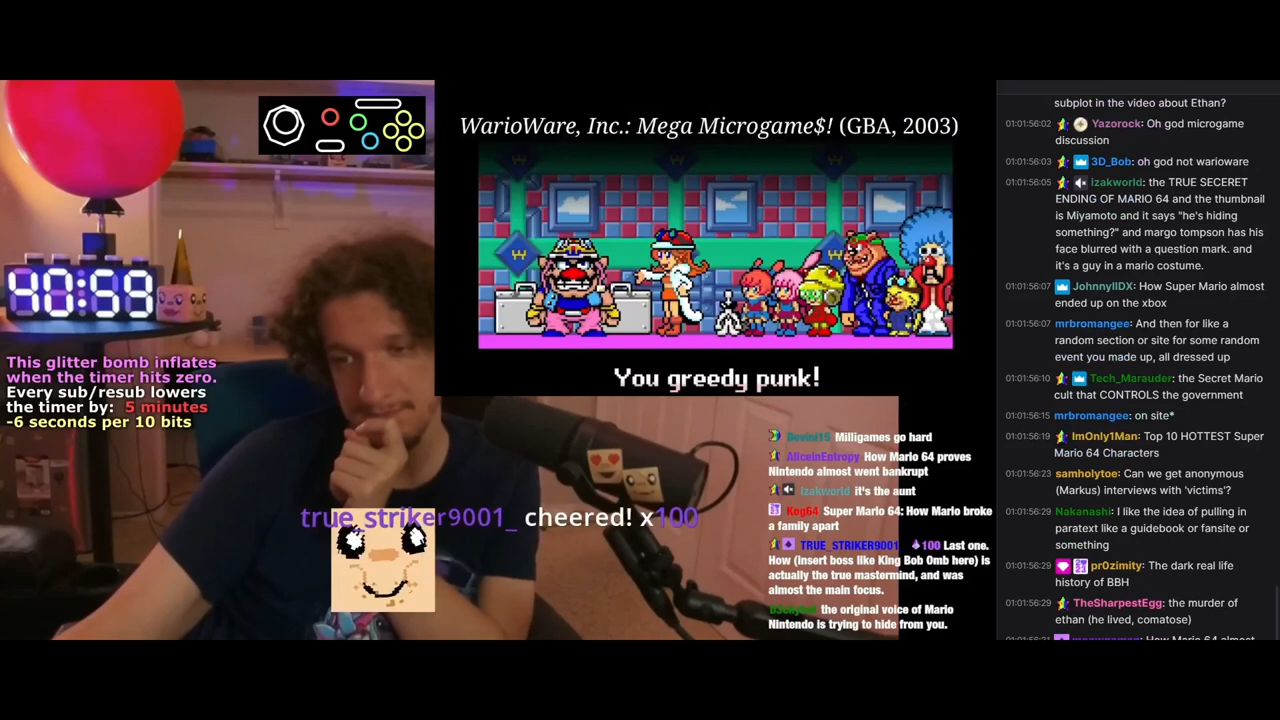 WarioWare, Inc.: Mega Microgame$! (GBA, 2003)
You greedy punk!
40:59
This glitter bomb inflates
when the timer hits zero.
Every sub/resub lowers
the timer by: 5 minutes
-6 seconds per 10 bits
true_striker9001_ cheered! x100
Devini15 Milligames go hard
AliceInEntropy How Mario 64 proves
Nintendo almost went bankrupt
izakworld it's the aunt
Kog64 Super Mario 64: How Mario broke
a family apart
TRUE_STRIKER9001 100 Last one.
How (insert boss like King Bob Omb here) is
actually the true mastermind, and was
almost the main focus.
the original voice of Mario
Nintendo is trying to hide from you.
subplot in the video about Ethan?
01:01:56:02 Yazorock: Oh god microgame
discussion
01:01:56:03 3D_Bob: oh god not warioware
01:01:56:05 izakworld: the TRUE SECERET
ENDING OF MARIO 64 and the thumbnail
is Miyamoto and it says "he's hiding
something?" and margo tompson has his
face blurred with a question mark. and
it's a guy in a mario costume.
01:01:56:07 JohnnyIIDX: How Super Mario almost
ended up on the xbox
01:01:56:07 mrbromangee: And then for like a
random section or site for some random
event you made up, all dressed up
01:01:56:10 Tech_Marauder: the Secret Mario
cult that CONTROLS the government
01:01:56:15 mrbromangee: on site*
01:01:56:19 ImOnly1Man: Top 10 HOTTEST Super
Mario 64 Characters
01:01:56:23 samholytoe: Can we get anonymous
(Markus) interviews with 'victims'?
01:01:56:29 Nakanashi: I like the idea of pulling in
paratext like a guidebook or fansite or
something
01:01:56:29 pr0zimity: The dark real life
history of BBH
01:01:56:29 TheSharpestEgg: the murder of
ethan (he lived, comatose)
01:01:56:31 How Mario 64 almost